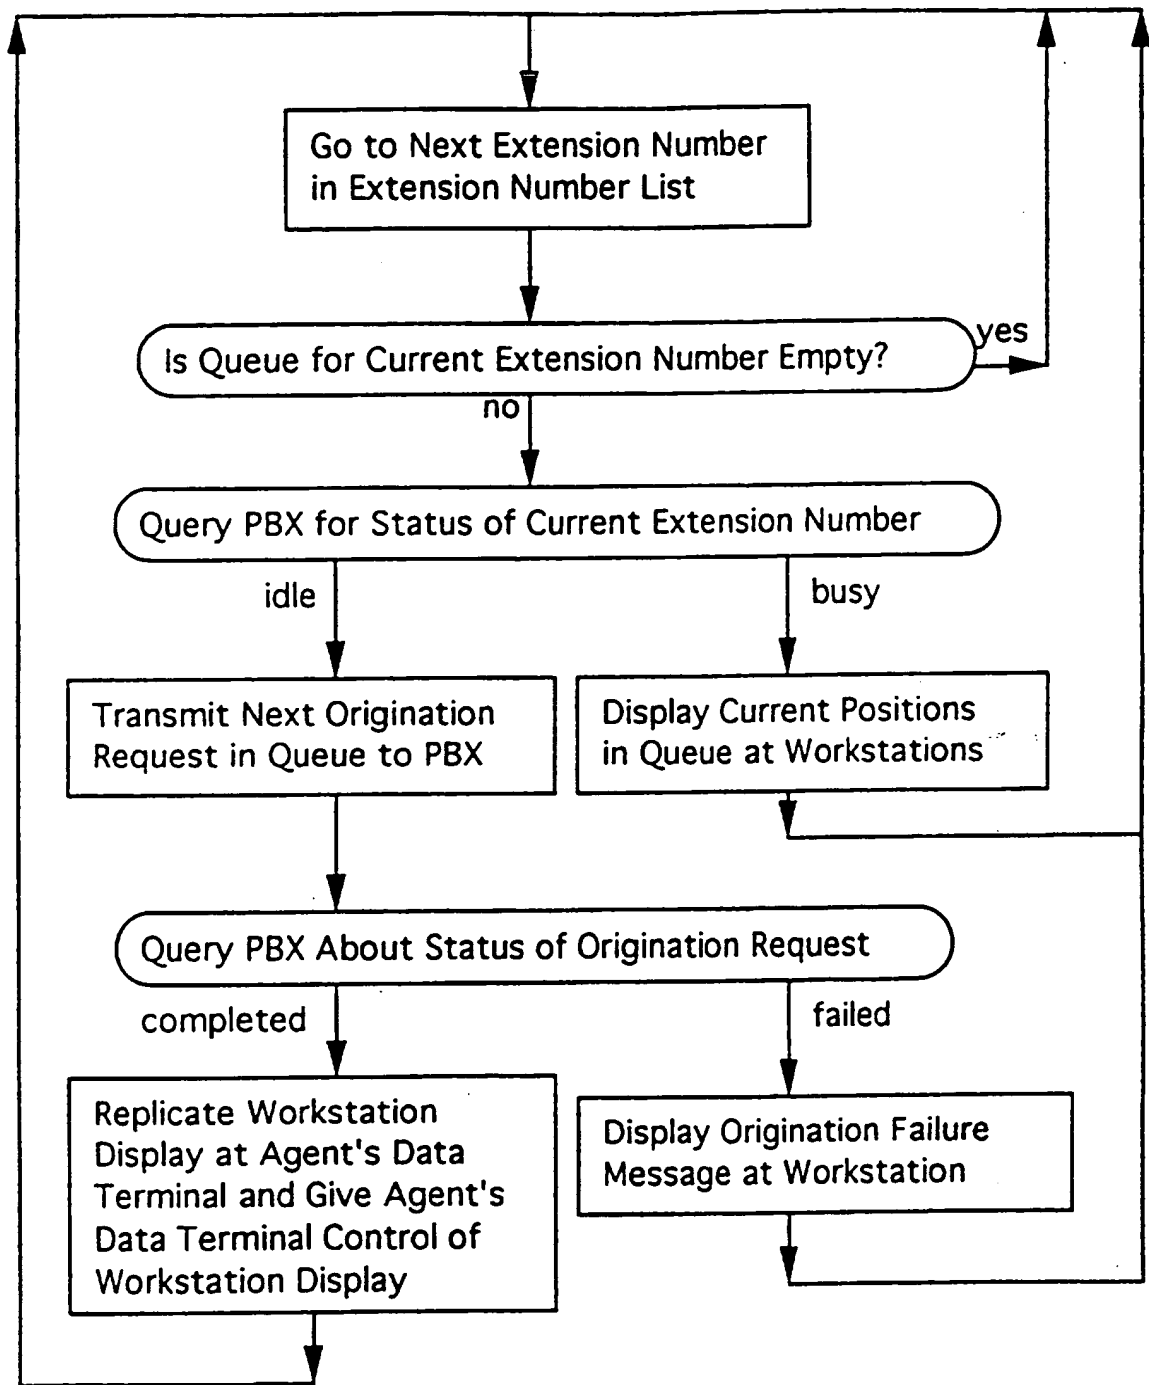 Go to Next Extension Number
in Extension Number List
yes
Is Queue for Current Extension Number Empty?
no
Query PBX for Status of Current Extension Number
idle
busy
Transmit Next Origination
Request in Queue to PBX
Display Current Positions
in Queue at Workstations
Query PBX About Status of Origination Request
completed
failed
Replicate Workstation
Display at Agent's Data
Terminal and Give Agent's
Data Terminal Control of
Workstation Display
Display Origination Failure
Message at Workstation